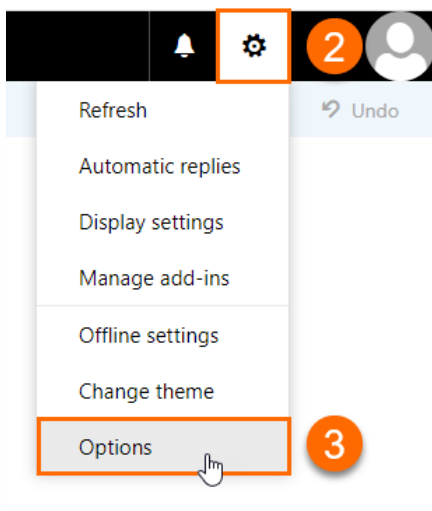 2
Refresh
Undo
Automatic replies
Display settings
Manage add-ins
Offline settings
Change theme
Options
3